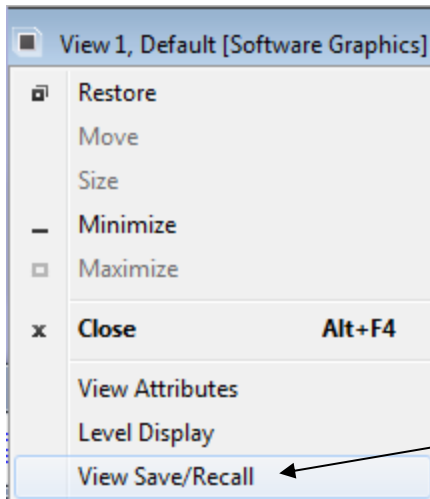 View 1, Default [Software Graphics]
Restore
Move
Size
Minimize
Maximize
Close Alt+F4
View Attributes
Level Display
View Save/Recall